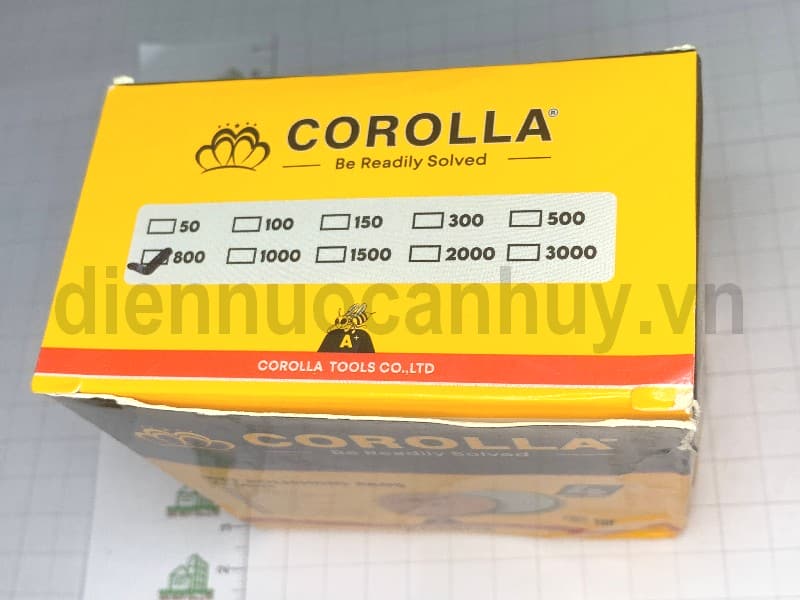 COROLLA®
Be Readily Solved
50 100 150 300 500
800 1000 1500 2000 3000
diennuocanhuy.vn
A+
COROLLA TOOLS CO.,LTD
COROLLA
Be Readily Solved